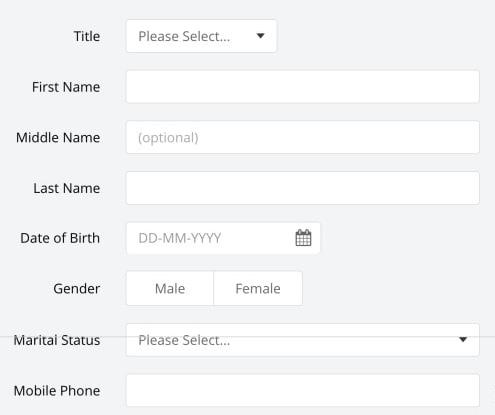 Title Please Select...
First Name
Middle Name (optional)
Last Name
Date of Birth DD-MM-YYYY
Gender Male Female
Marital Status Please Select...
Mobile Phone